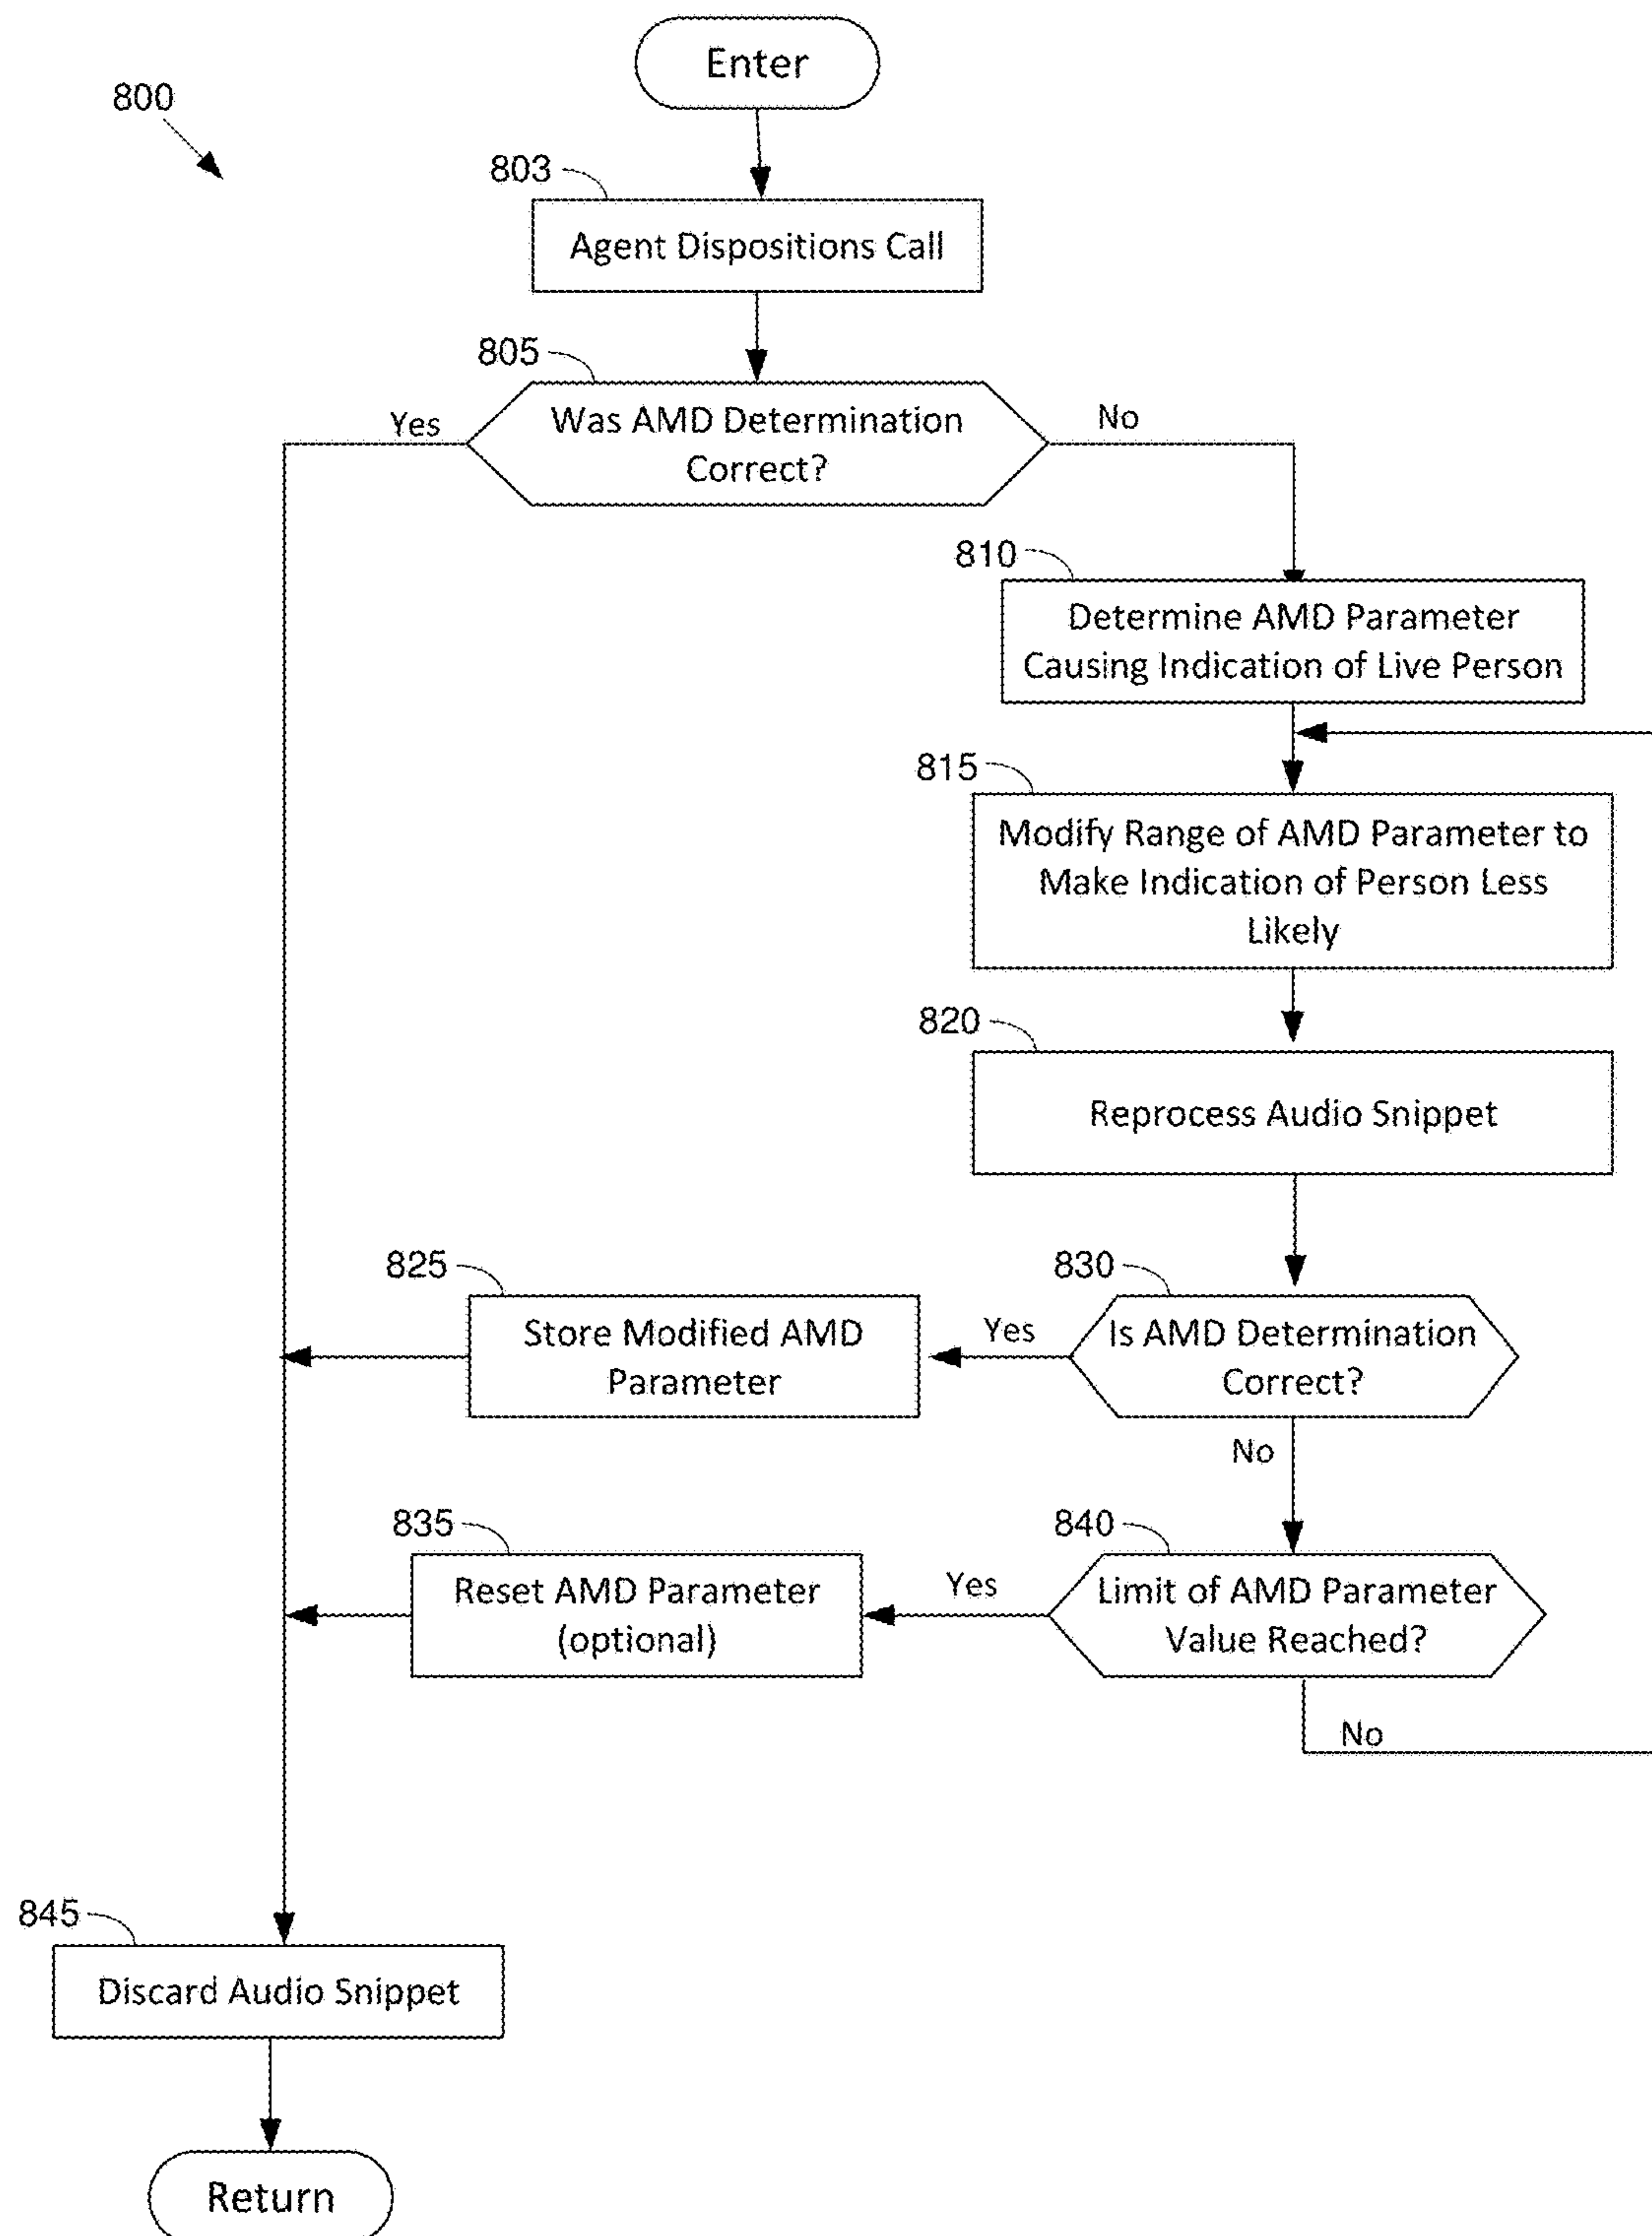 Enter
800
803
Agent Dispositions Call
805
Was AMD Determination
Correct?
Yes
No
810
Determine AMD Parameter
Causing Indication of Live Person
815
Modify Range of AMD Parameter to
Make Indication of Person Less
Likely
820
Reprocess Audio Snippet
825
Store Modified AMD
Parameter
Yes
830
Is AMD Determination
Correct?
No
835
Reset AMD Parameter
(optional)
Yes
840
Limit of AMD Parameter
Value Reached?
No
845
Discard Audio Snippet
Return